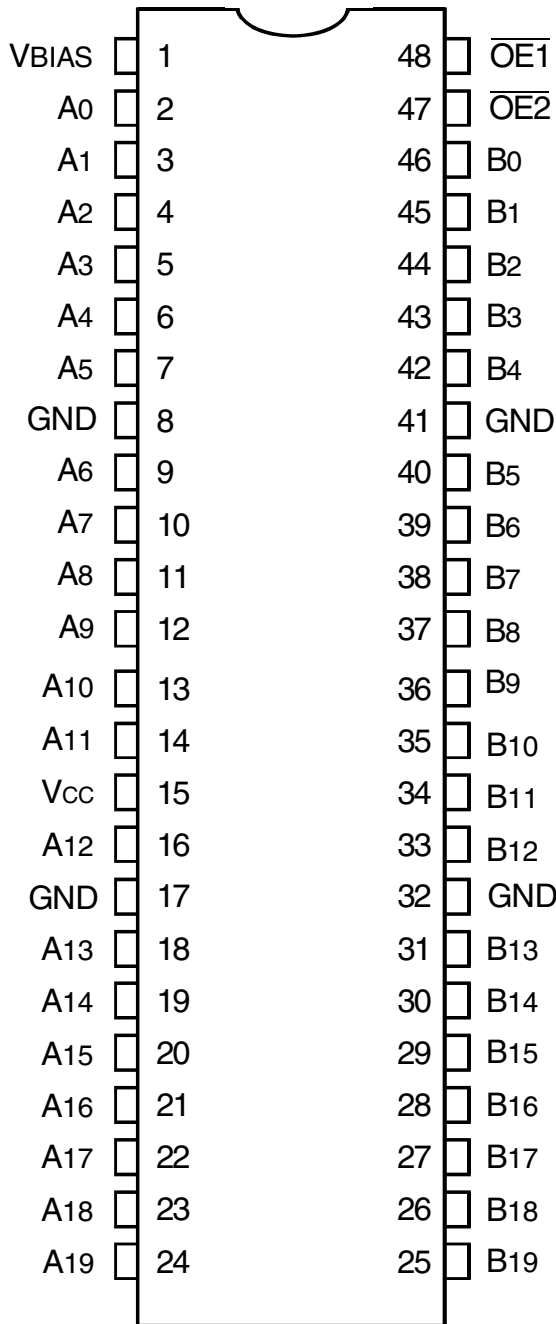 VBIAS 1 48 OE1
A0 2 47 OE2
A1 3 46 B0
A2 4 45 B1
A3 5 44 B2
A4 6 43 B3
A5 7 42 B4
GND 8 41 GND
A6 9 40 B5
A7 10 39 B6
A8 11 38 B7
A9 12 37 B8
A10 13 36 B9
A11 14 35 B10
VCC 15 34 B11
A12 16 33 B12
GND 17 32 GND
A13 18 31 B13
A14 19 30 B14
A15 20 29 B15
A16 21 28 B16
A17 22 27 B17
A18 23 26 B18
A19 24 25 B19